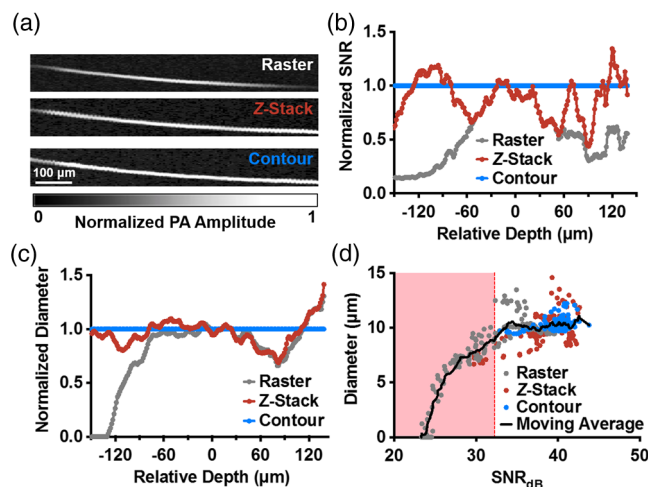 (a)
Raster
Z-Stack
Contour
100 µm
0
1
Normalized PA Amplitude
(b)
Normalized SNR
1.5
1.0
0.5
0.0
Raster
Z-Stack
Contour
-120 -60 0 60 120
Relative Depth (µm)
(c)
Normalized Diameter
1.5
1.0
0.5
0.0
Raster
Z-Stack
Contour
-120 -60 0 60 120
Relative Depth (µm)
(d)
Diameter (µm)
15
10
5
0
Raster
Z-Stack
Contour
Moving Average
20 30 40 50
SNRdB